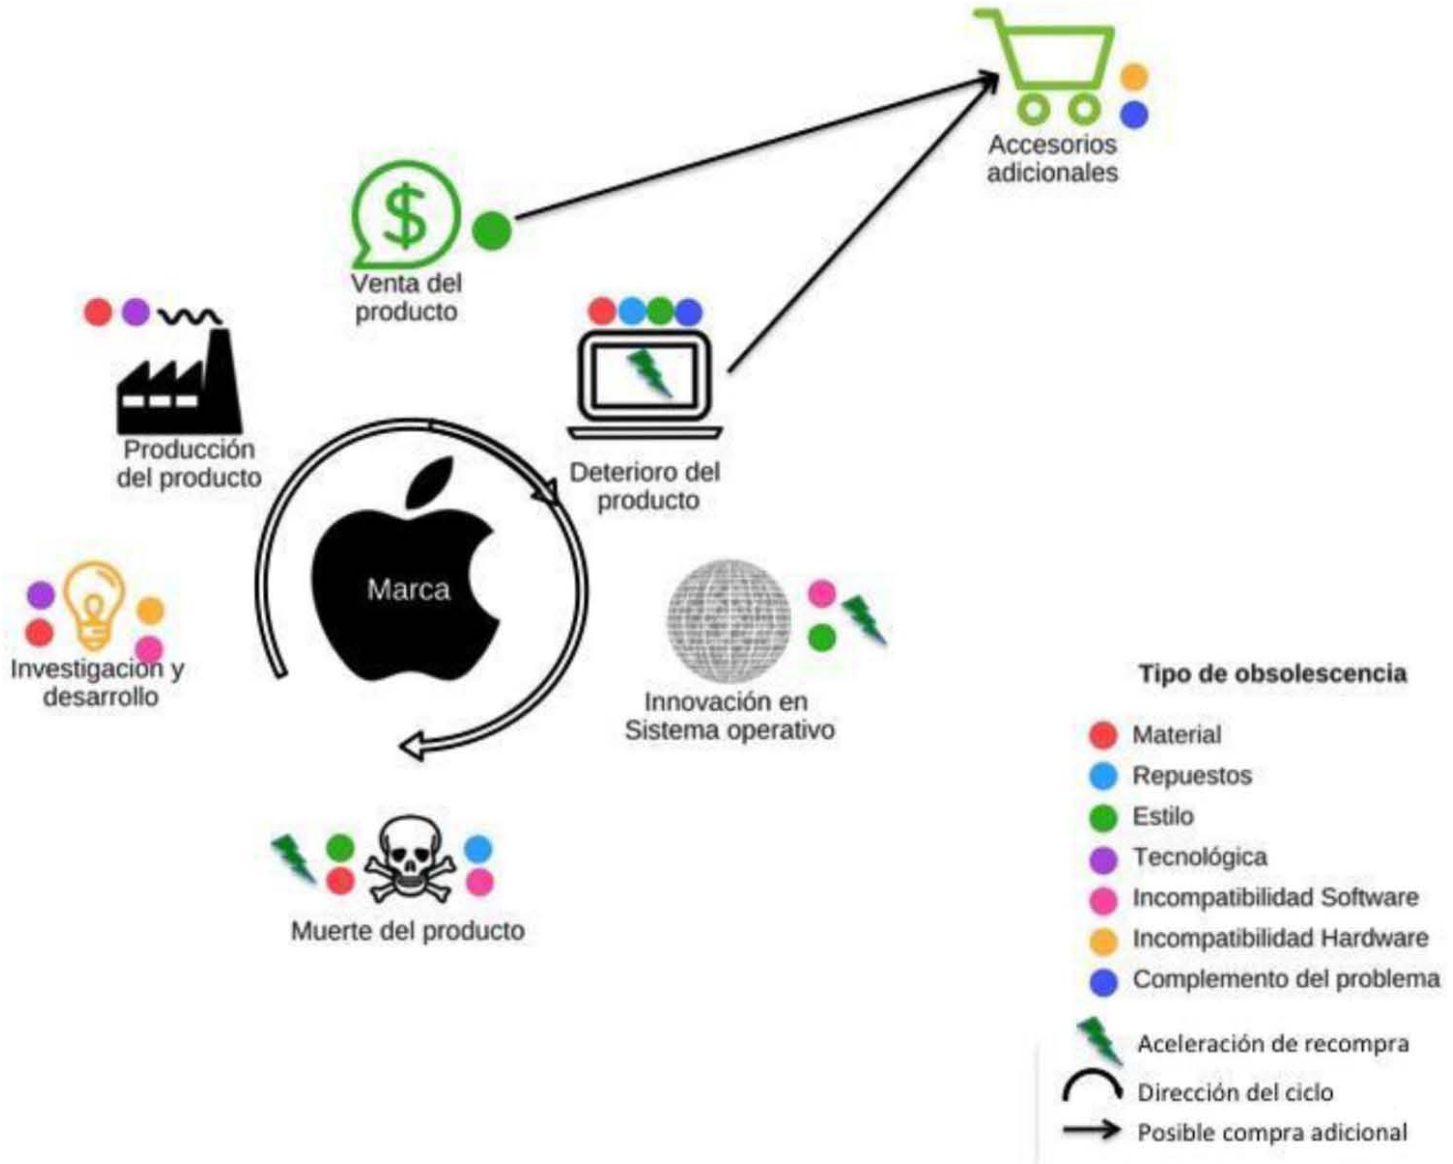 Accesorios
adicionales
$
Venta del
producto
Producción
del producto
Deterioro del
producto
Marca
Investigación y
desarrollo
Innovación en
Sistema operativo
Muerte del producto
Tipo de obsolescencia
Material
Repuestos
Estilo
Tecnológica
Incompatibilidad Software
Incompatibilidad Hardware
Complemento del problema
Aceleración de recompra
Dirección del ciclo
Posible compra adicional